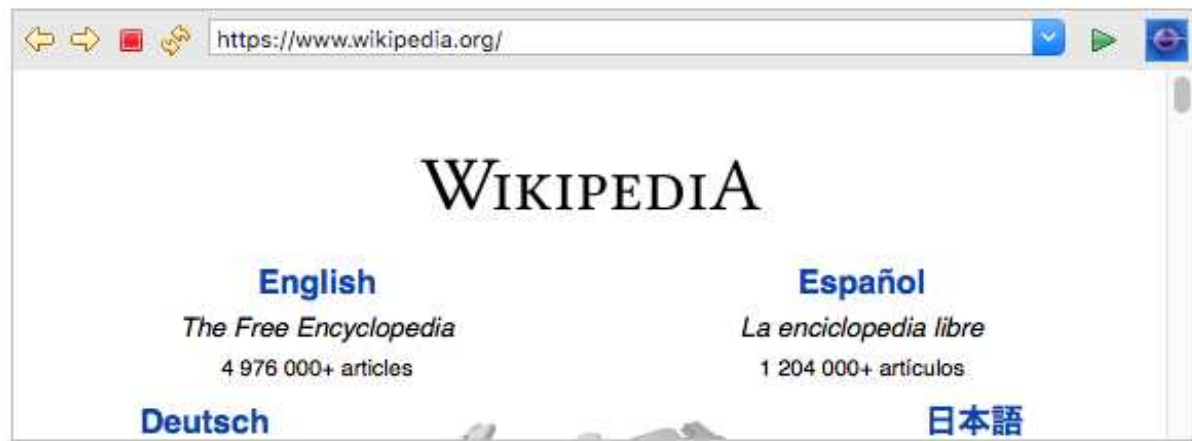 https://www.wikipedia.org/
WIKIPEDIA
English
The Free Encyclopedia
4 976 000+ articles
Español
La enciclopedia libre
1 204 000+ artículos
Deutsch
日本語